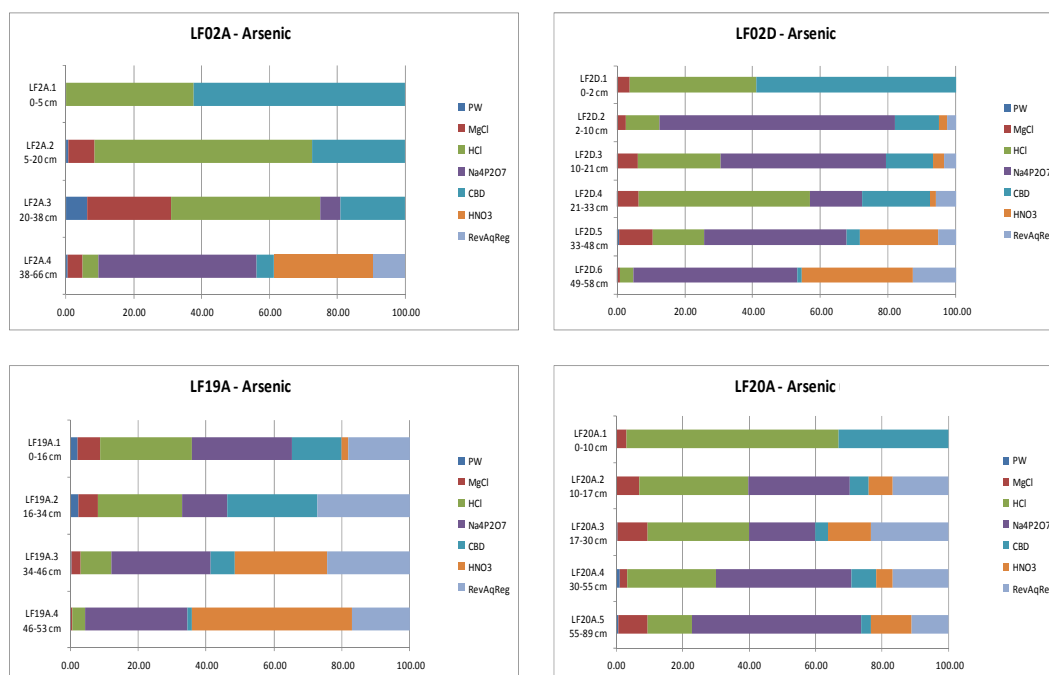 LF02A - Arsenic
LF2A.1
0-5 cm
LF2A.2
5-20 cm
LF2A.3
20-38 cm
LF2A.4
38-66 cm
0.00 20.00 40.00 60.00 80.00 100.00
PW
MgCl
HCl
Na4P2O7
CBD
HNO3
RevAqReg
LF02D - Arsenic
LF2D.1
0-2 cm
LF2D.2
2-10 cm
LF2D.3
10-21 cm
LF2D.4
21-33 cm
LF2D.5
33-48 cm
LF2D.6
49-58 cm
0.00 20.00 40.00 60.00 80.00 100.00
PW
MgCl
HCl
Na4P2O7
CBD
HNO3
RevAqReg
LF19A - Arsenic
LF19A.1
0-16 cm
LF19A.2
16-34 cm
LF19A.3
34-46 cm
LF19A.4
46-53 cm
0.00 20.00 40.00 60.00 80.00 100.00
PW
MgCl
HCl
Na4P2O7
CBD
HNO3
RevAqReg
LF20A - Arsenic
LF20A.1
0-10 cm
LF20A.2
10-17 cm
LF20A.3
17-30 cm
LF20A.4
30-55 cm
LF20A.5
55-89 cm
0.00 20.00 40.00 60.00 80.00 100.00
PW
MgCl
HCl
Na4P2O7
CBD
HNO3
RevAqReg